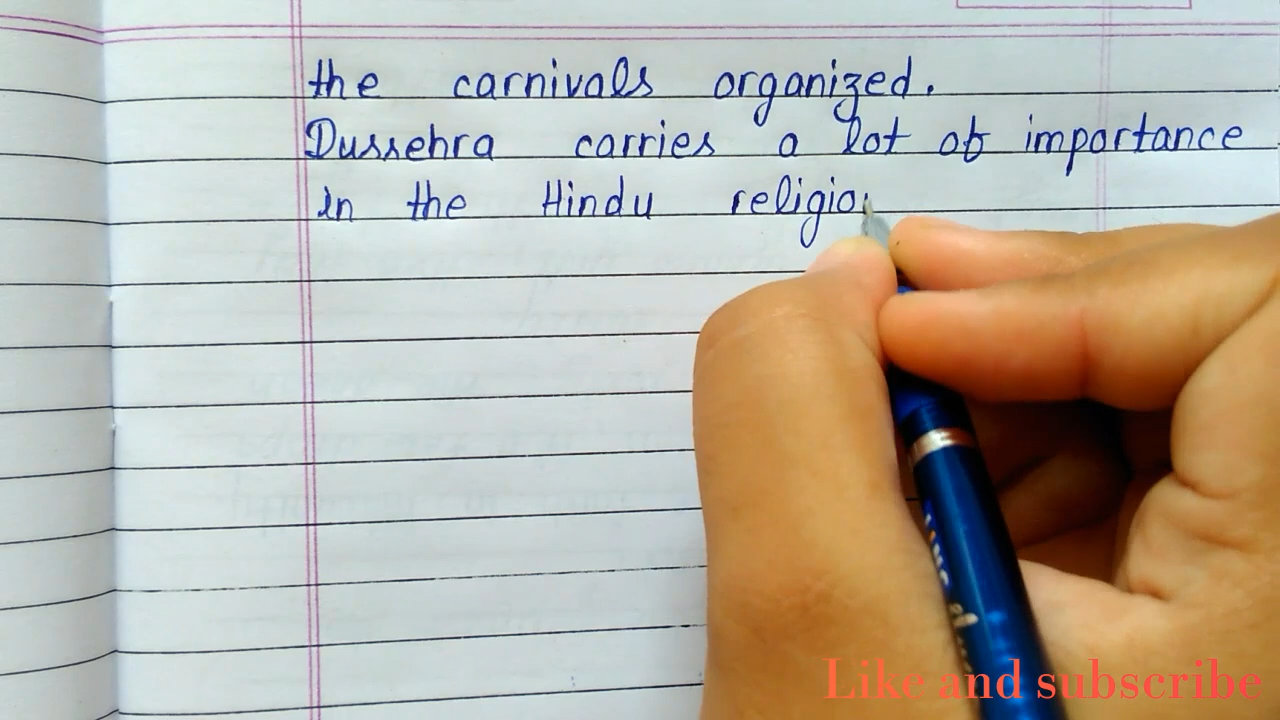 the carnivals organized.
Dussehra carries a lot of importance
in the Hindu religio
Like and subscribe